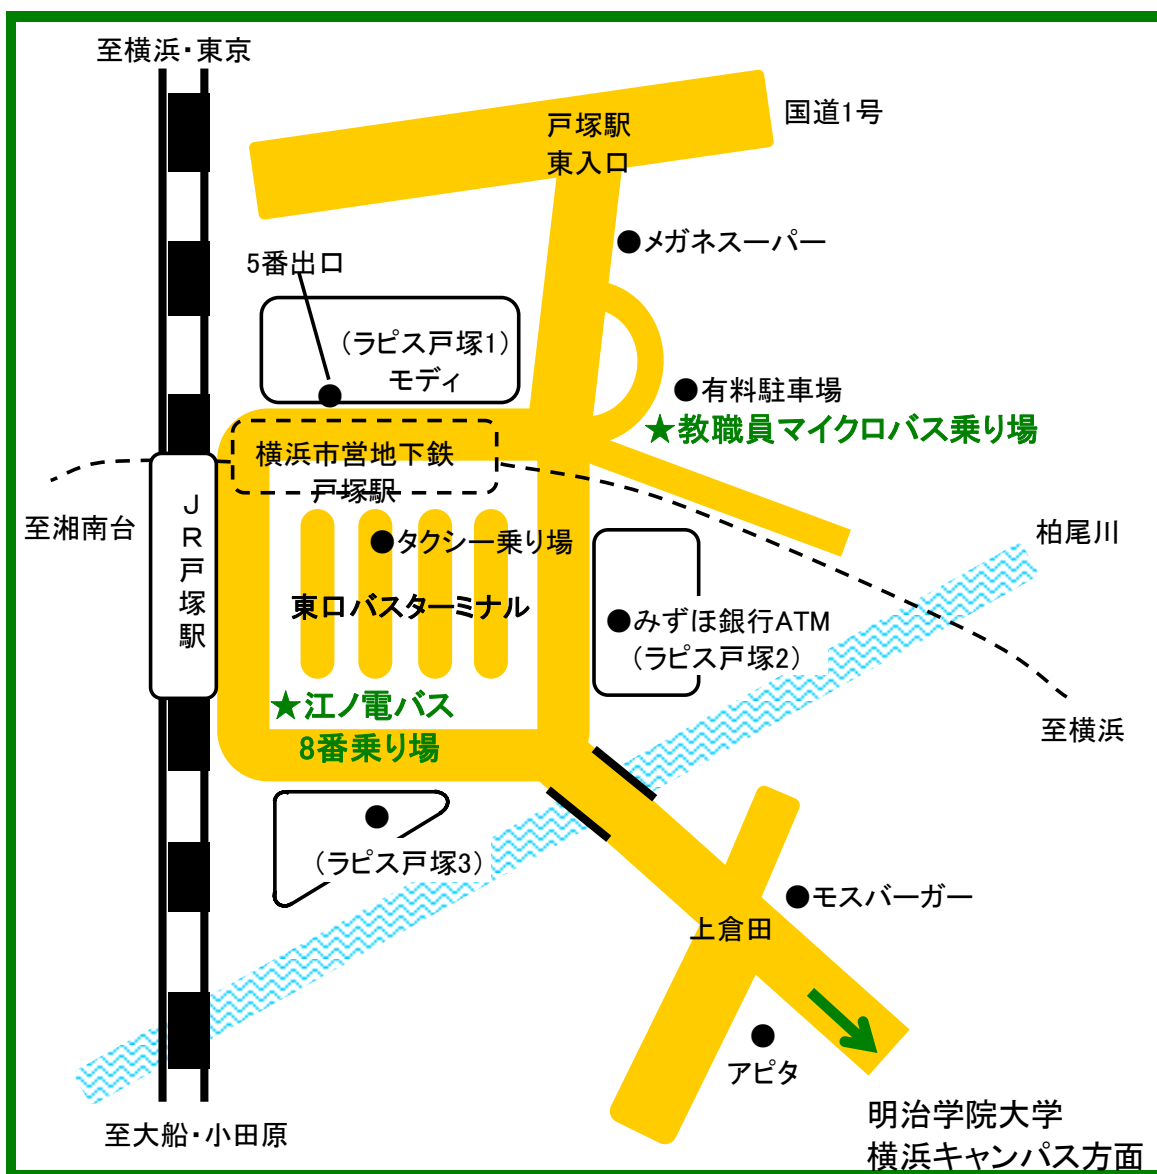 至横浜・東京
国道1号
戸塚駅
東入口
●メガネスーパー
5番出口
(ラピス戸塚1)
モディ
●有料駐車場
★教職員マイクロバス乗り場
横浜市営地下鉄
戸塚駅
至湘南台
JR戸塚駅
●タクシー乗り場
柏尾川
東口バスターミナル
●みずほ銀行ATM
(ラピス戸塚2)
★江ノ電バス
8番乗り場
至横浜
(ラピス戸塚3)
●モスバーガー
上倉田
アピタ
至大船・小田原
明治学院大学
横浜キャンパス方面